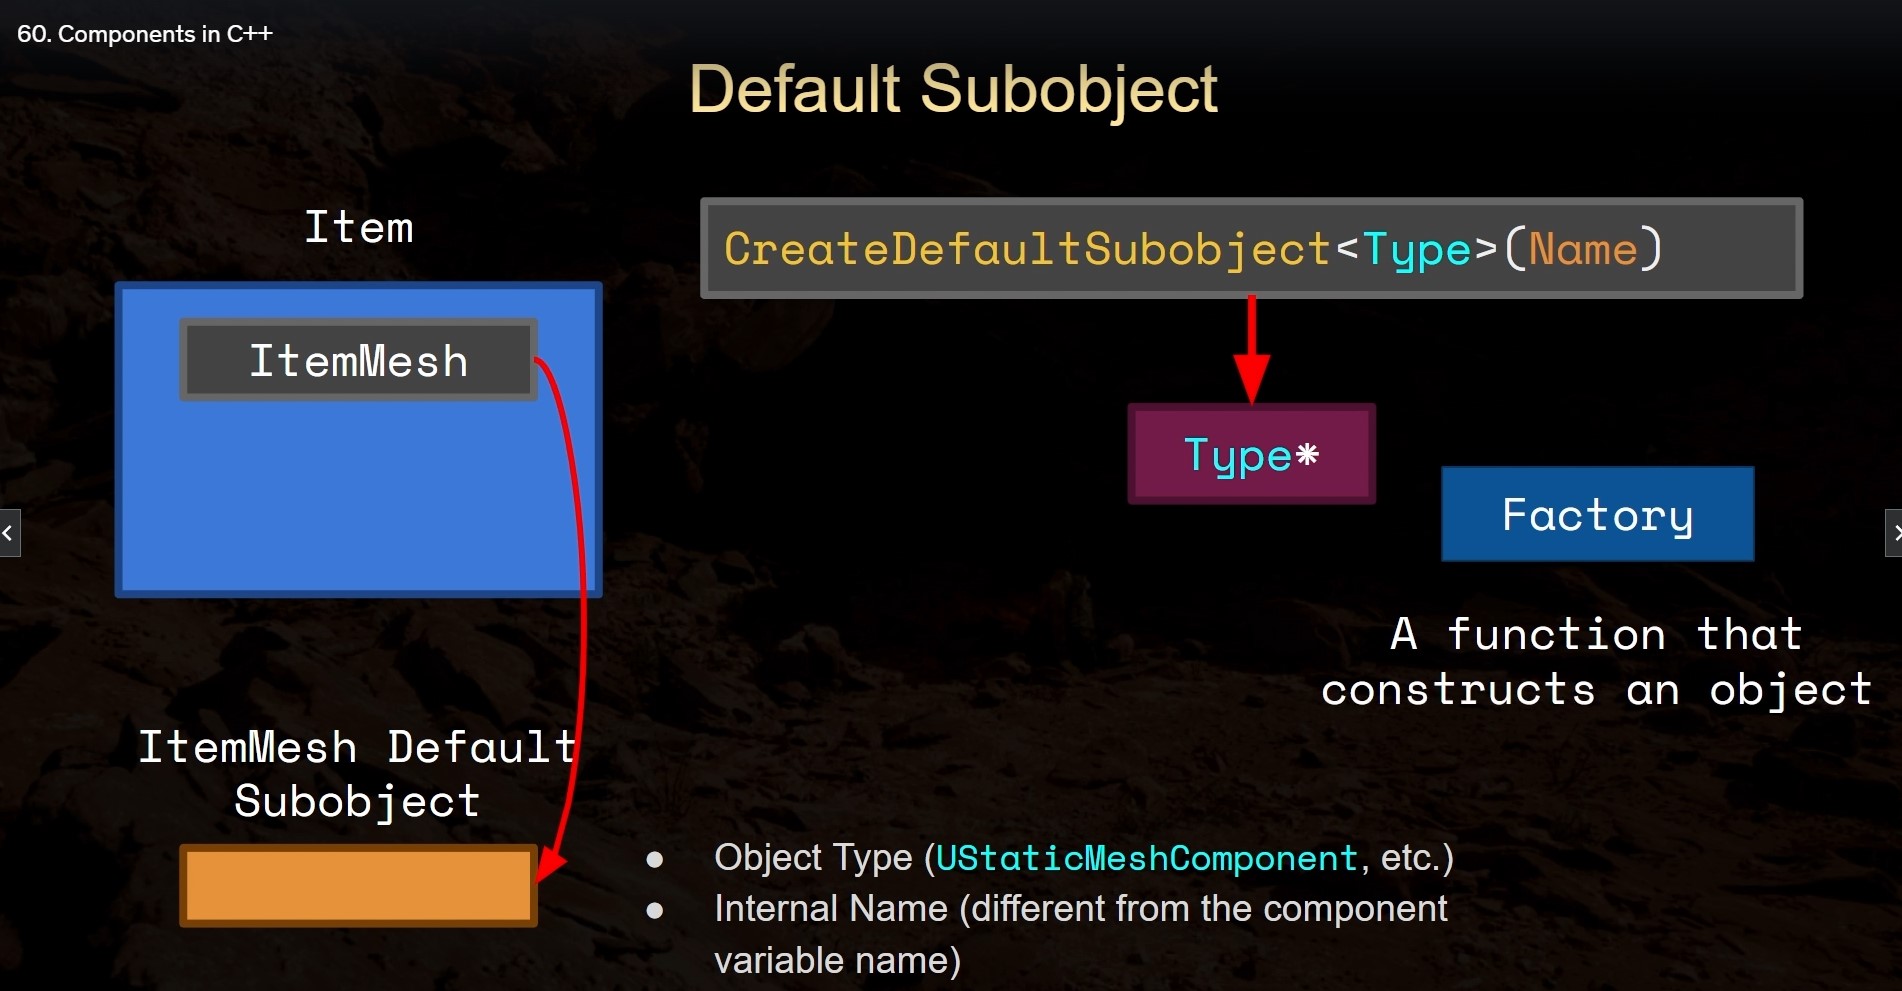 60. Components in C++
Default Subobject
Item
CreateDefaultSubobject<Type>(Name)
ItemMesh
Type*
Factory
A function that
constructs an object
ItemMesh Default
Subobject
● Object Type (UStaticMeshComponent, etc.)
● Internal Name (different from the component
variable name)